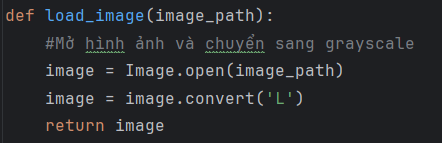 def load_image(image_path):
    #Mở hình ảnh và chuyển sang grayscale
    image = Image.open(image_path)
    image = image.convert('L')
    return image